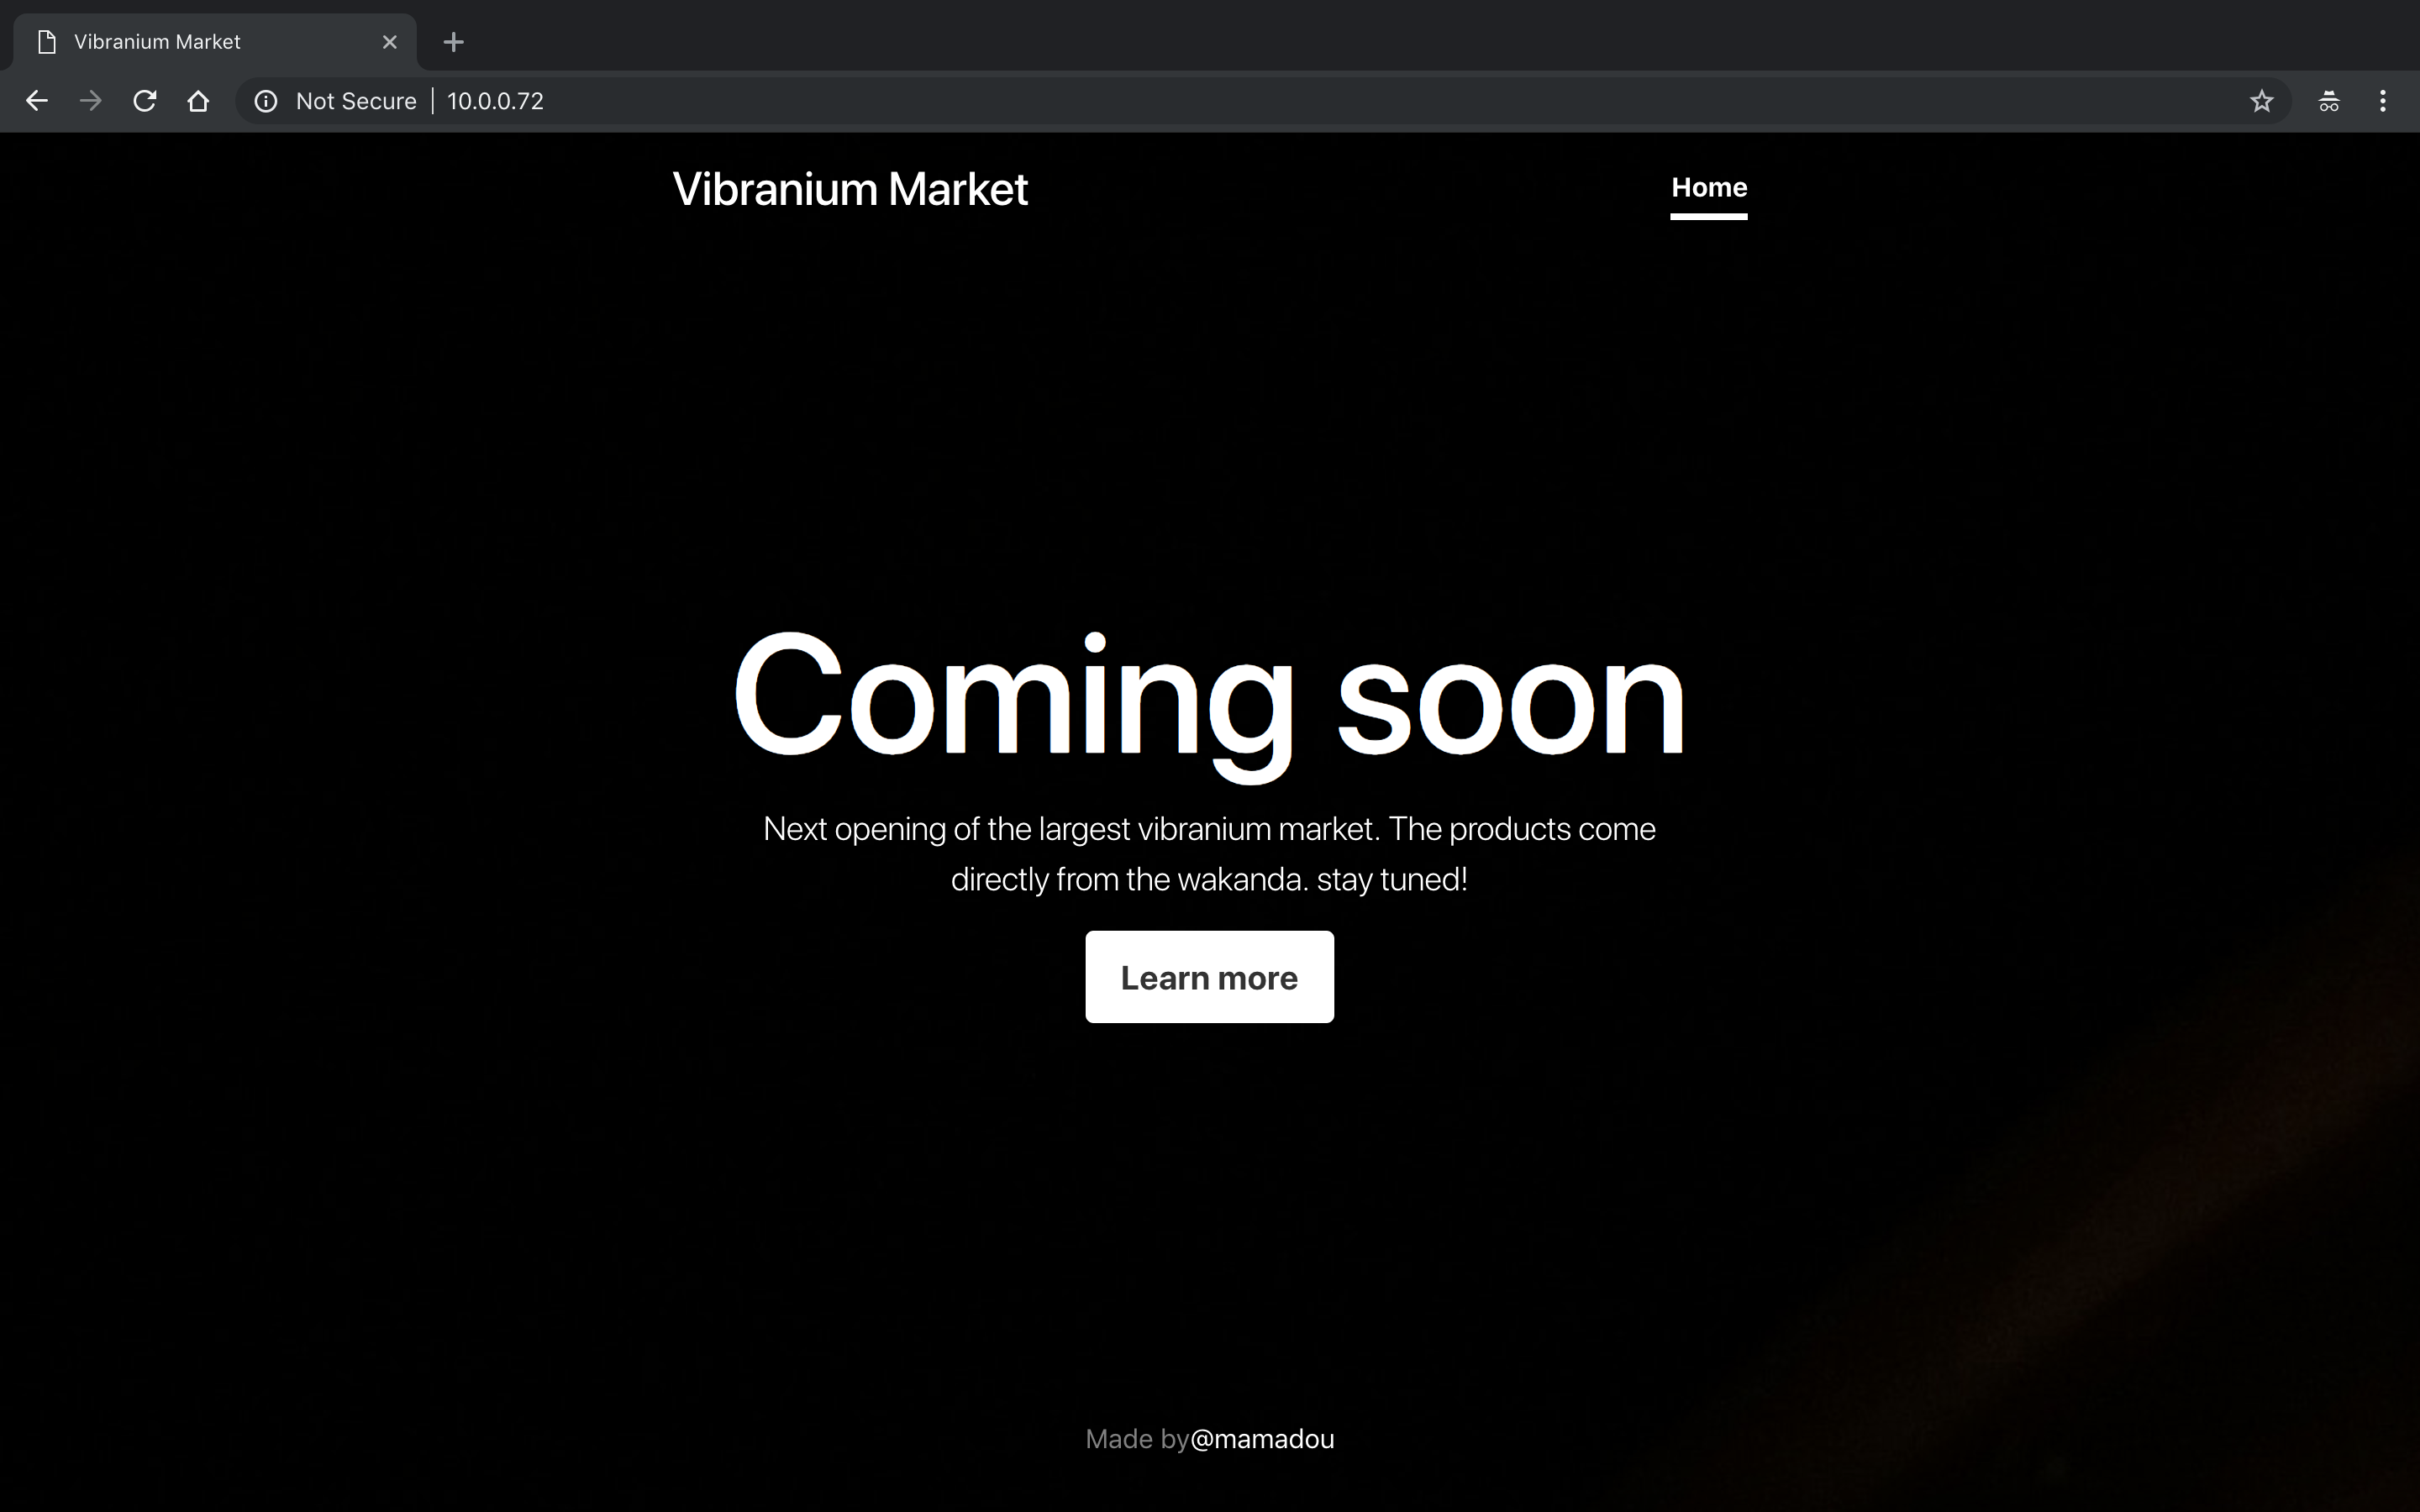 Vibranium Market
Not Secure | 10.0.0.72
Vibranium Market
Home
Coming soon
Next opening of the largest vibranium market. The products come
directly from the wakanda. stay tuned!
Learn more
Made by@mamadou